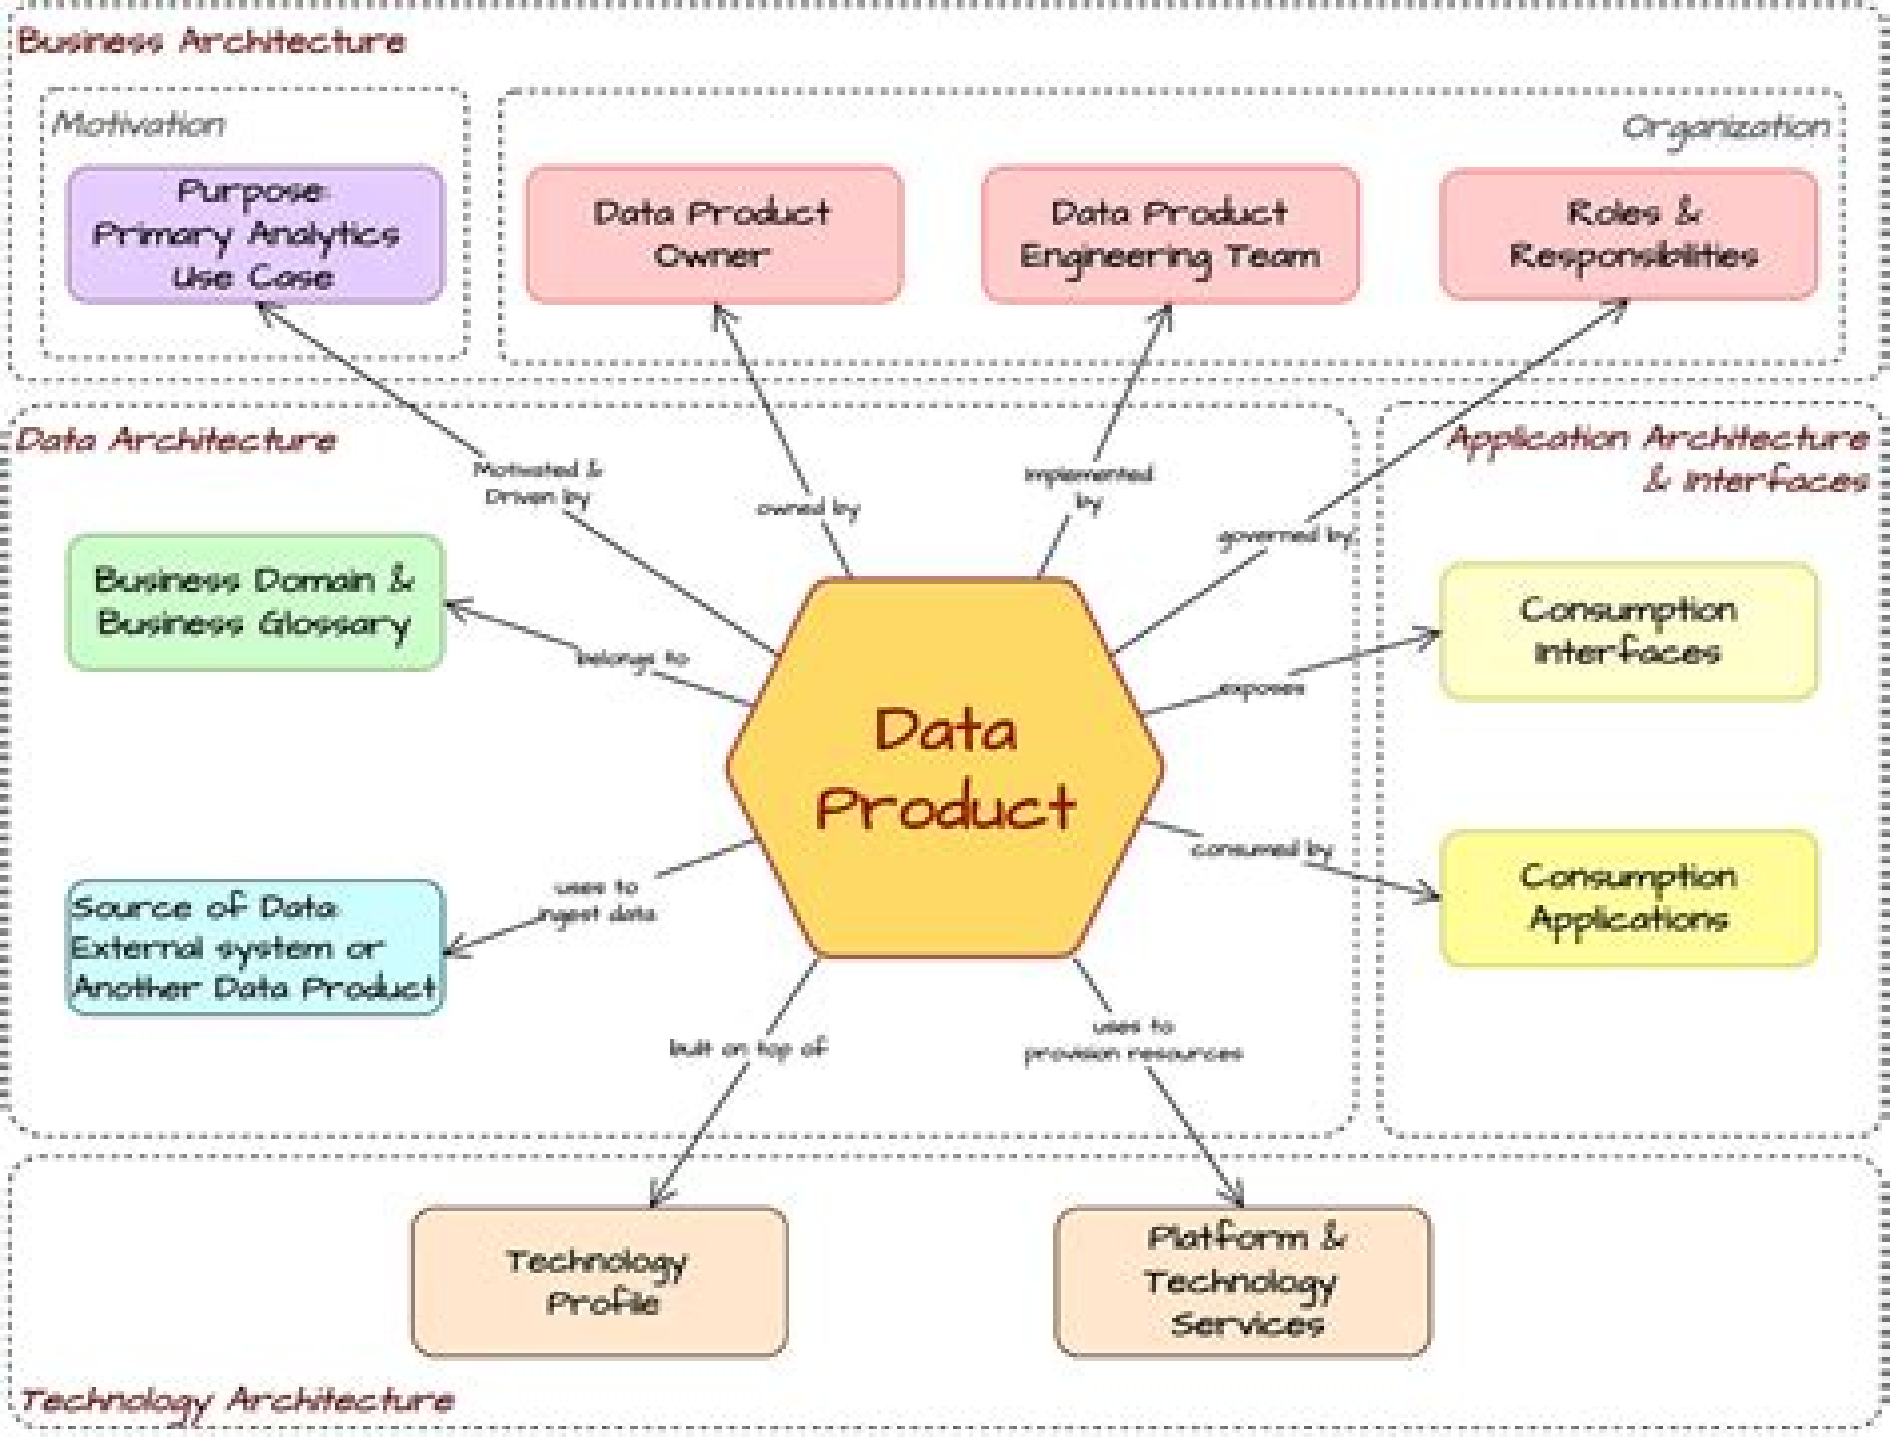 Business Architecture
Motivation
Organization
Purpose:
Primary Analytics
Use Case
Data Product
Owner
Data Product
Engineering Team
Roles &
Responsibilities
Data Architecture
Application Architecture
& Interfaces
Motivated &
Driven by
owned by
Implemented
by
governed by
Business Domain &
Business Glossary
belongs to
exposes
Consumption
Interfaces
Data
Product
consumed by
Consumption
Applications
uses to
ingest data
Source of Data:
External system or
Another Data Product
built on top of
uses to
provision resources
Technology
Profile
Platform &
Technology
Services
Technology Architecture